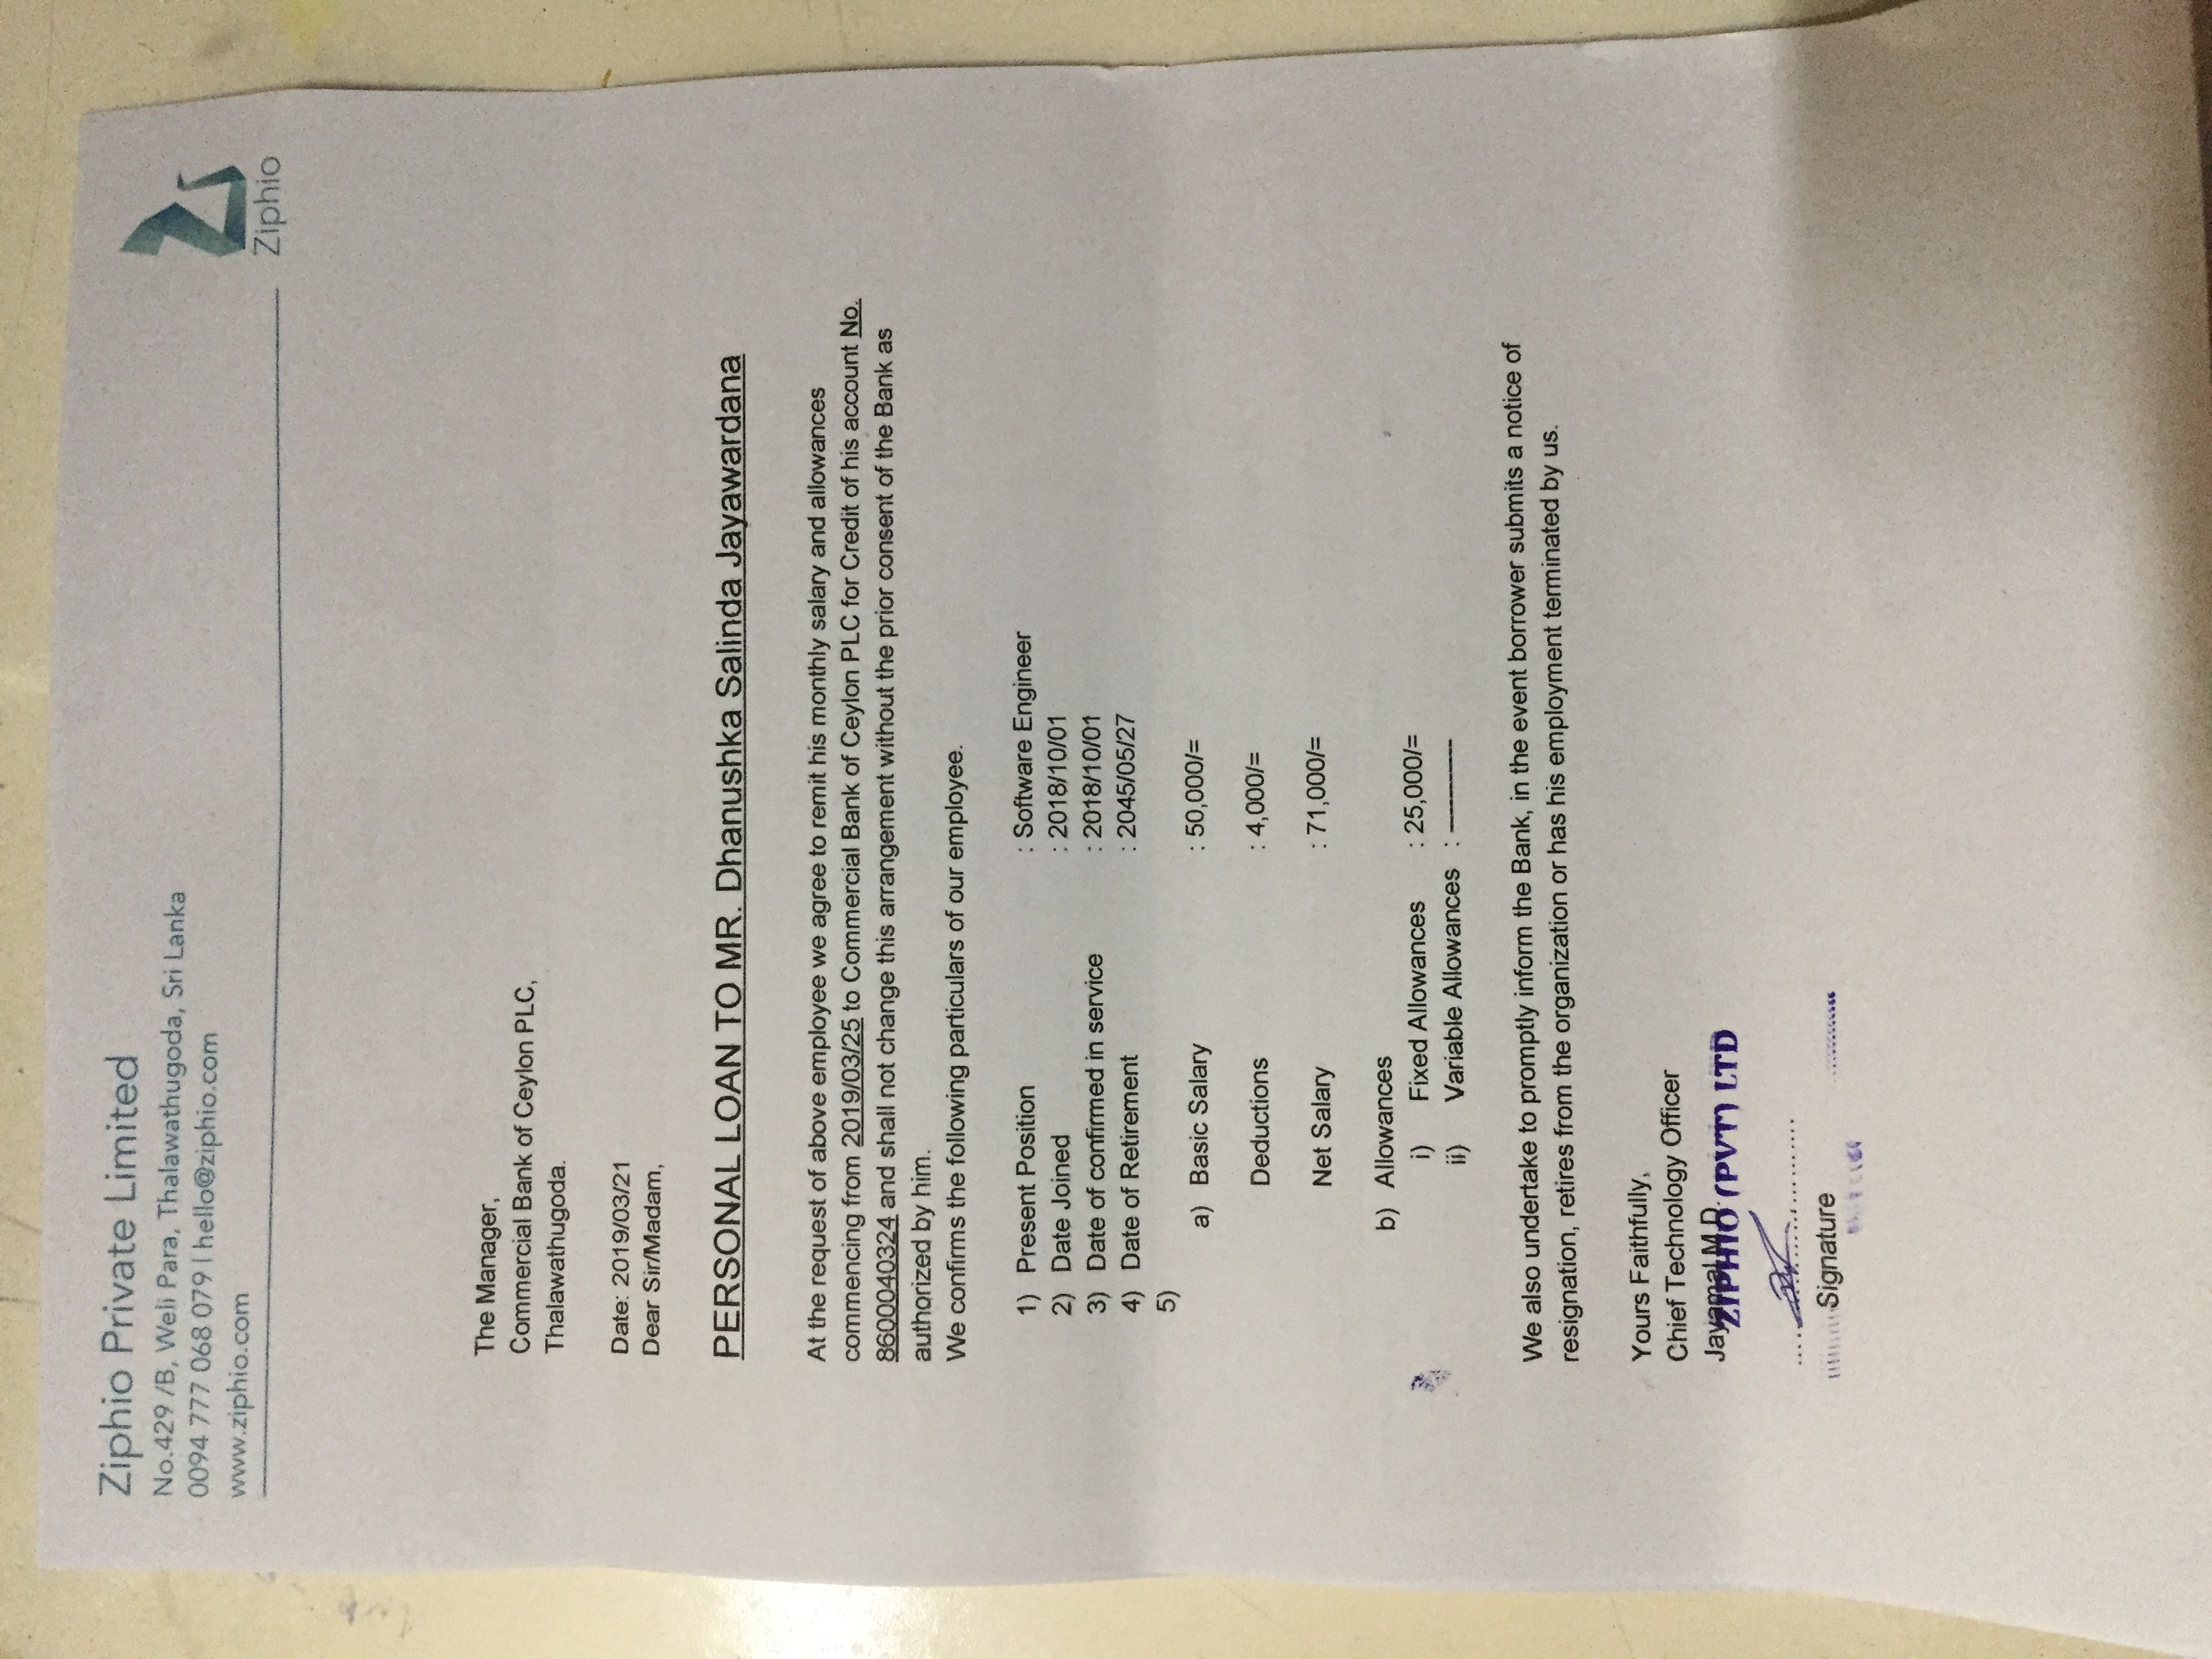 Ziphio Private Limited
No.429 /B, Weli Para, Thalawathugoda, Sri Lanka
0094 777 068 079 | hello@ziphio.com
www.ziphio.com
Ziphio
The Manager,
Commercial Bank of Ceylon PLC,
Thalawathugoda.
Date: 2019/03/21
Dear Sir/Madam,
PERSONAL LOAN TO MR. Dhanushka Salinda Jayawardana
At the request of above employee we agree to remit his monthly salary and allowances
commencing from 2019/03/25 to Commercial Bank of Ceylon PLC for Credit of his account No.
8600040324 and shall not change this arrangement without the prior consent of the Bank as
authorized by him.
We confirms the following particulars of our employee.
1) Present Position : Software Engineer
2) Date Joined : 2018/10/01
3) Date of confirmed in service : 2018/10/01
4) Date of Retirement : 2045/05/27
5)
a) Basic Salary : 50,000/=
Deductions : 4,000/=
Net Salary : 71,000/=
b) Allowances
i) Fixed Allowances : 25,000/=
ii) Variable Allowances : ----------
We also undertake to promptly inform the Bank, in the event borrower submits a notice of
resignation, retires from the organization or has his employment terminated by us.
Yours Faithfully,
Chief Technology Officer
Jayamal M.D.
ZIPHIO (PVT) LTD
Signature